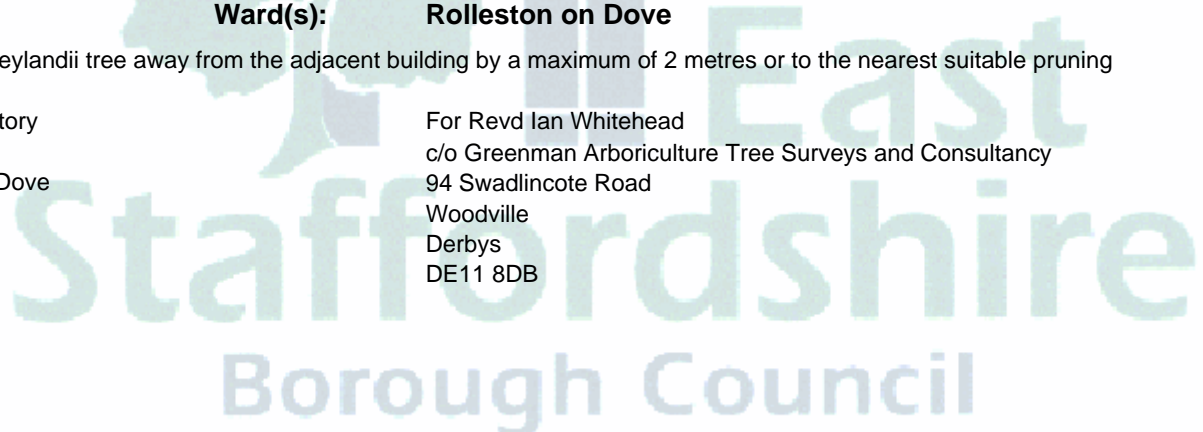 Ward(s): Rolleston on Dove
eylandii tree away from the adjacent building by a maximum of 2 metres or to the nearest suitable pruning
tory
Dove
For Revd Ian Whitehead
c/o Greenman Arboriculture Tree Surveys and Consultancy
94 Swadlincote Road
Woodville
Derbys
DE11 8DB
East
Staffordshire
Borough Council